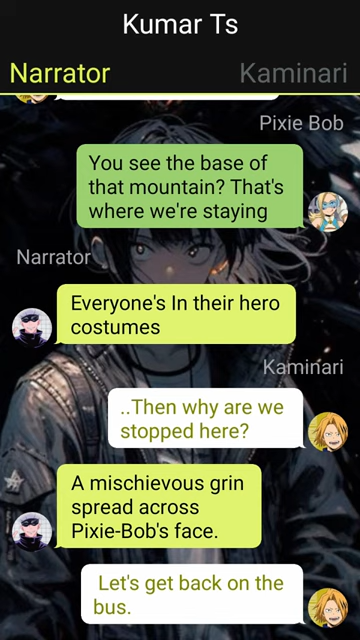 Kumar Ts
Narrator
Kaminari
Pixie Bob
You see the base of
that mountain? That's
where we're staying
Narrator
Everyone's In their hero
costumes
Kaminari
..Then why are we
stopped here?
A mischievous grin
spread across
Pixie-Bob's face.
Let's get back on the
bus.